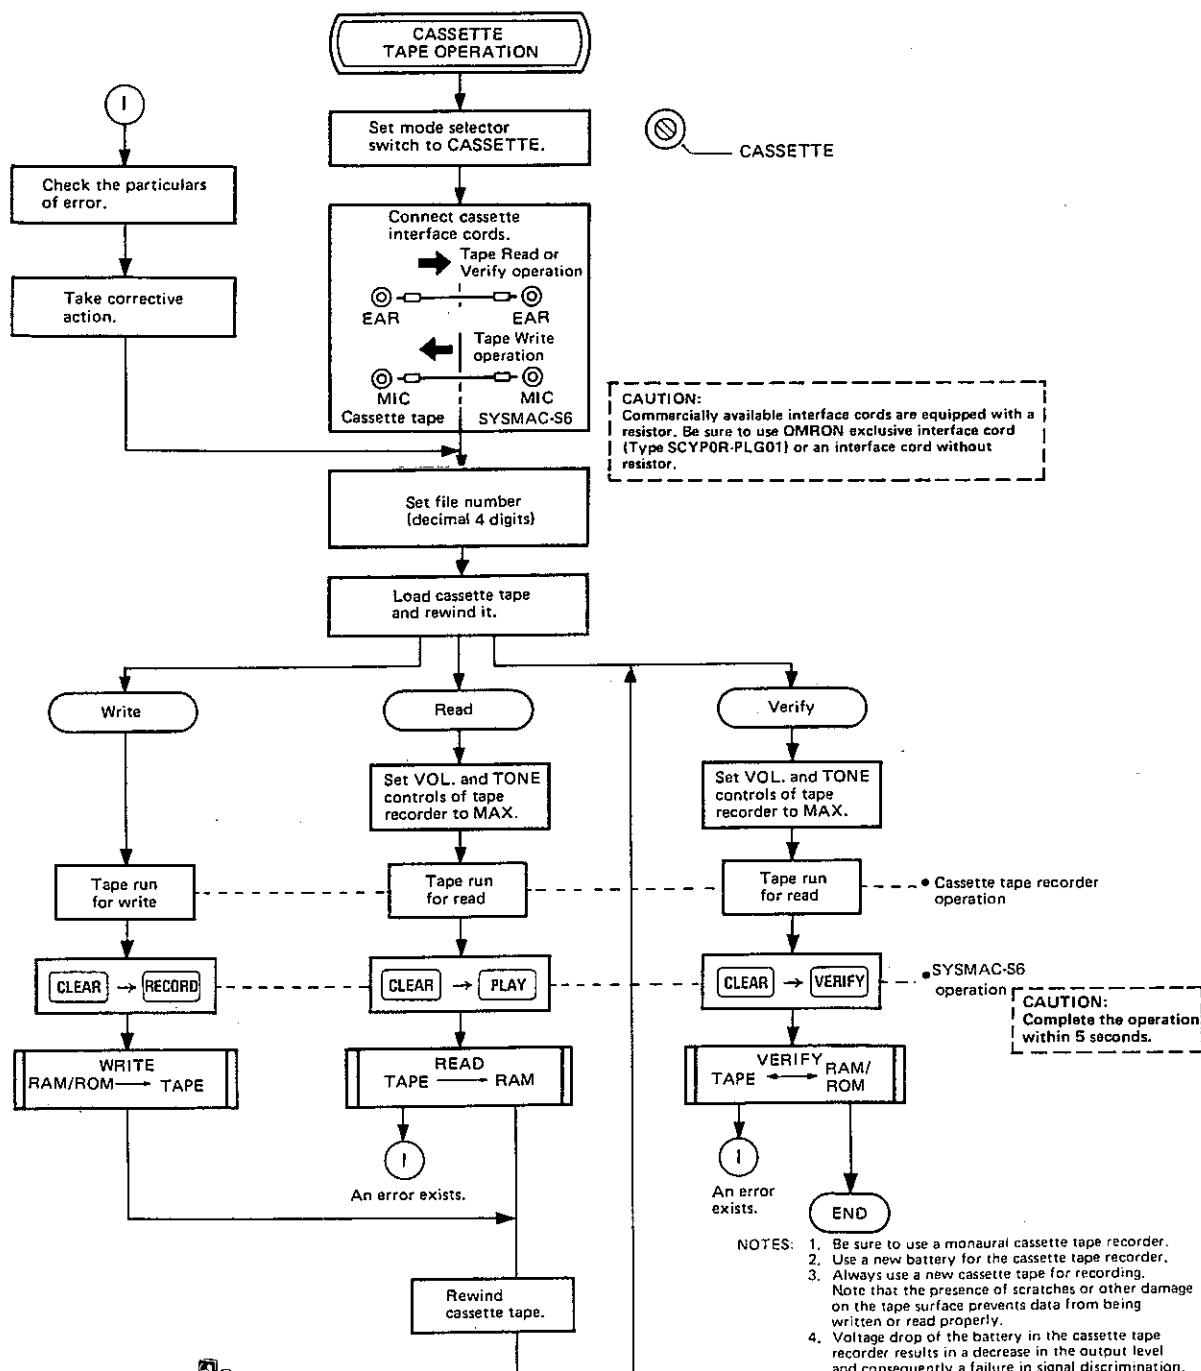 CASSETTE
TAPE OPERATION
I
Set mode selector
switch to CASSETTE.
CASSETTE
Check the particulars
of error.
Connect cassette
interface cords.
Tape Read or
Verify operation
EAR EAR
Take corrective
action.
Tape Write
operation
MIC MIC
Cassette tape SYSMAC-S6
CAUTION:
Commercially available interface cords are equipped with a
resistor. Be sure to use OMRON exclusive interface cord
(Type SCYP0R-PLG01) or an interface cord without
resistor.
Set file number
(decimal 4 digits)
Load cassette tape
and rewind it.
Write
Read
Verify
Set VOL. and TONE
controls of tape
recorder to MAX.
Set VOL. and TONE
controls of tape
recorder to MAX.
Tape run
for write
Tape run
for read
Tape run
for read
• Cassette tape recorder
operation
CLEAR → RECORD
CLEAR → PLAY
CLEAR → VERIFY
• SYSMAC-S6
operation
CAUTION:
Complete the operation
within 5 seconds.
WRITE
RAM/ROM → TAPE
READ
TAPE → RAM
VERIFY
TAPE ↔ RAM/
ROM
I
An error exists.
I
An error
exists.
END
NOTES: 1. Be sure to use a monaural cassette tape recorder.
2. Use a new battery for the cassette tape recorder.
3. Always use a new cassette tape for recording.
Note that the presence of scratches or other damage
on the tape surface prevents data from being
written or read properly.
4. Voltage drop of the battery in the cassette tape
recorder results in a decrease in the output level
and consequently a failure in signal discrimination.
Rewind
cassette tape.